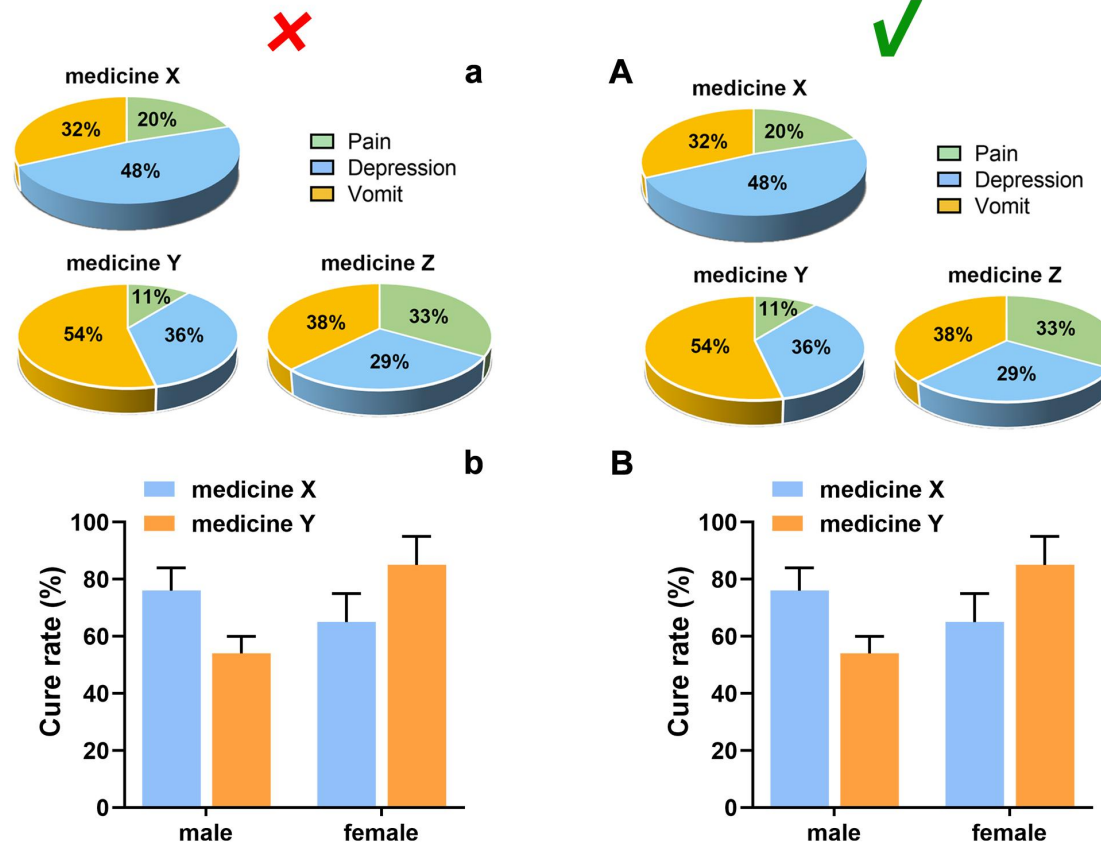 medicine X
a
32%
20%
48%
Pain
Depression
Vomit
medicine Y
medicine Z
11%
54%
36%
38%
33%
29%
b
medicine X
medicine Y
Cure rate (%)
100
80
60
40
20
0
male
female
A
medicine X
32%
20%
48%
Pain
Depression
Vomit
medicine Y
medicine Z
11%
54%
36%
38%
33%
29%
B
medicine X
medicine Y
Cure rate (%)
100
80
60
40
20
0
male
female